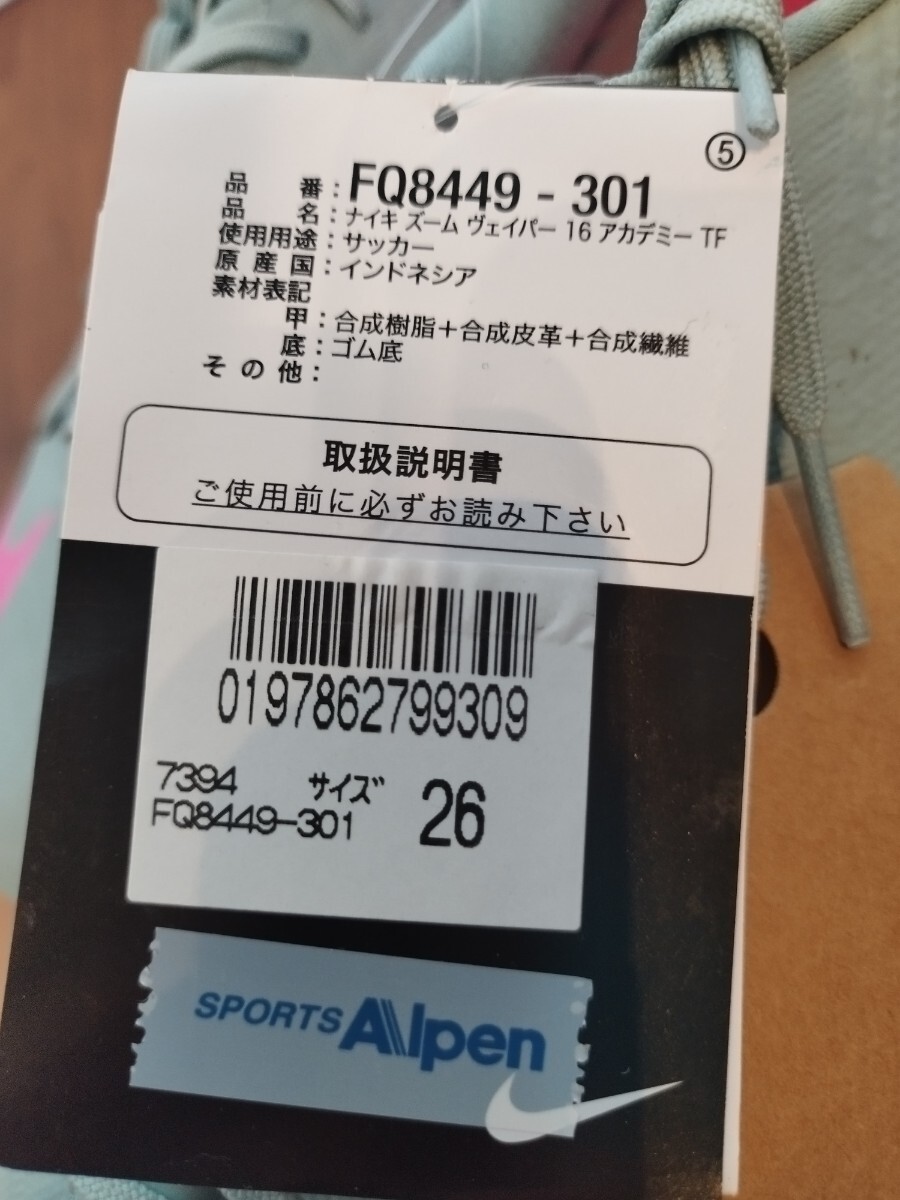 ⑤
品番:FQ8449-301
品名:ナイキ ズーム ヴェイパー 16 アカデミー TF
使用用途:サッカー
原産国:インドネシア
素材表記
甲:合成樹脂+合成皮革+合成繊維
底:ゴム底
その他:
取扱説明書
ご使用前に必ずお読み下さい
0197862799309
7394 サイズ 26
FQ8449-301
SPORTS Alpen